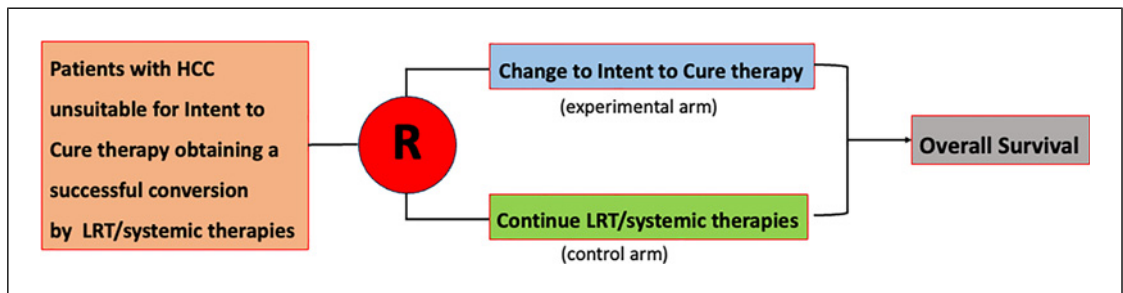 Patients with HCC
unsuitable for Intent to
Cure therapy obtaining a
successful conversion
by LRT/systemic therapies
R
Change to Intent to Cure therapy
(experimental arm)
Continue LRT/systemic therapies
(control arm)
Overall Survival